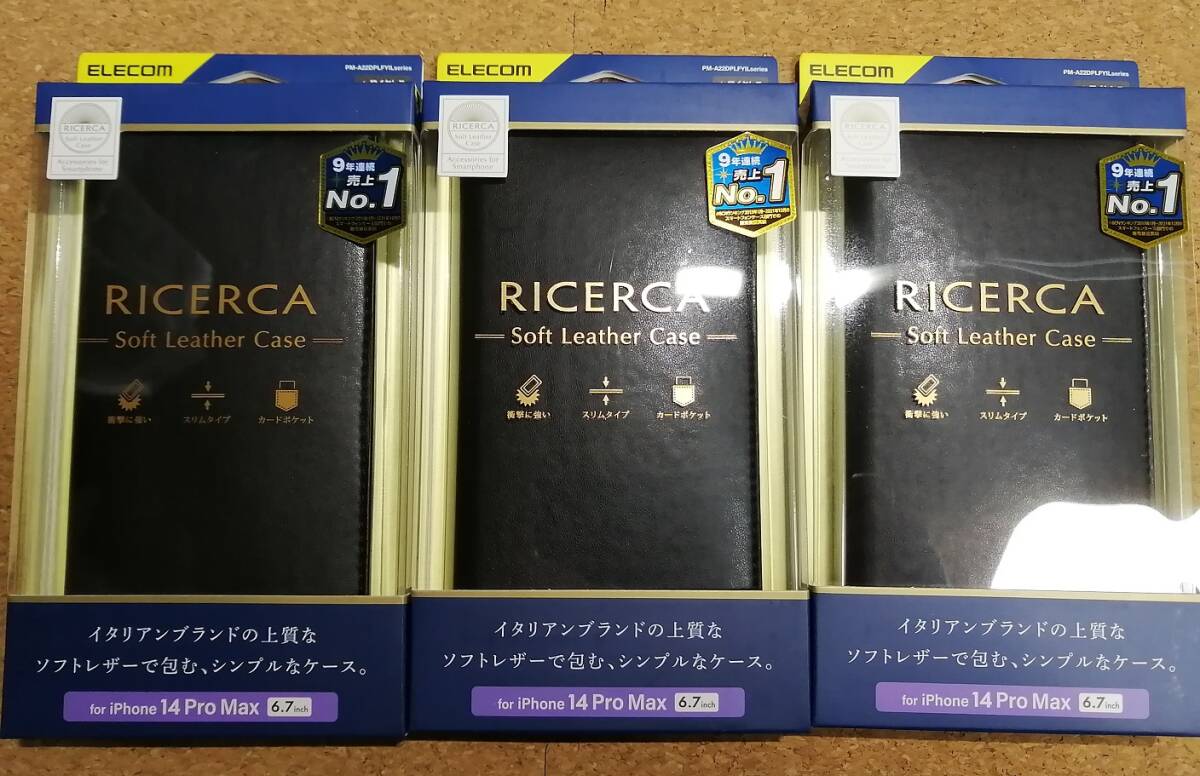 ELECOM
PM-A22DPLFYILseries
RICERCA
Soft Leather
Case
Accessories for
Smartphone
9年連続
売上
No.1
RICERCA
Soft Leather Case
衝撃に強い
スリムタイプ
カードポケット
イタリアンブランドの上質な
ソフトレザーで包む、シンプルなケース。
for iPhone 14 Pro Max 6.7inch
ELECOM
PM-A22DPLFYILseries
RICERCA
Soft Leather
Case
Accessories for
Smartphone
9年連続
売上
No.1
RICERCA
Soft Leather Case
衝撃に強い
スリムタイプ
カードポケット
イタリアンブランドの上質な
ソフトレザーで包む、シンプルなケース。
for iPhone 14 Pro Max 6.7inch
ELECOM
PM-A22DPLFYILseries
RICERCA
Soft Leather
Case
Accessories for
Smartphone
9年連続
売上
No.1
RICERCA
Soft Leather Case
衝撃に強い
スリムタイプ
カードポケット
イタリアンブランドの上質な
ソフトレザーで包む、シンプルなケース。
for iPhone 14 Pro Max 6.7inch